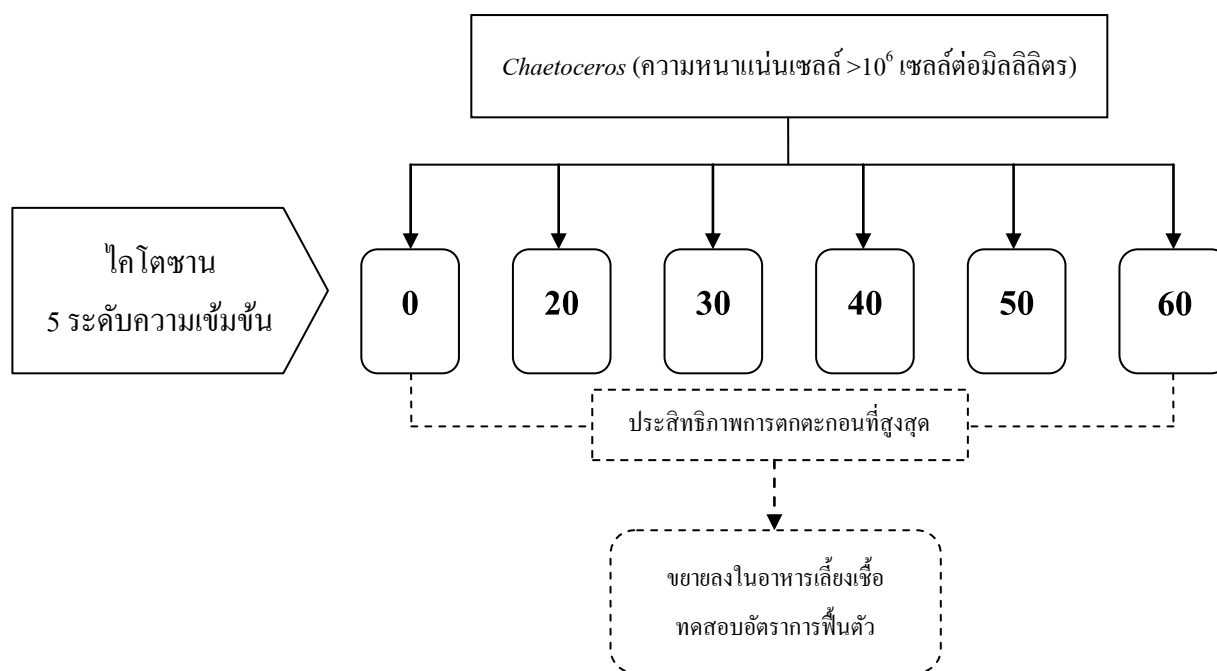 Chaetoceros (ความหนาแน่นเซลล์ >10⁶ เซลล์ต่อมิลลิลิตร)
ไคโตซาน
5 ระดับความเข้มข้น
0 20 30 40 50 60
ประสิทธิภาพการตกตะกอนที่สูงสุด
ขยายลงในอาหารเลี้ยงเชื้อ
ทดสอบอัตราการฟื้นตัว